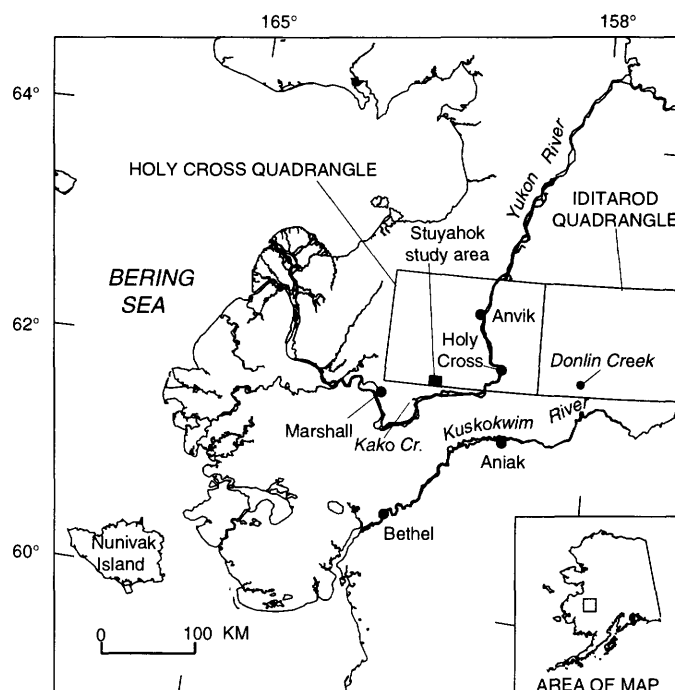 165°
158°
64°
HOLY CROSS QUADRANGLE
Yukon River
IDITAROD
QUADRANGLE
Stuyahok
study area
BERING
SEA
62°
Anvik
Holy
Cross
Donlin Creek
Marshall
Kako Cr.
Kuskokwim River
Aniak
Bethel
60°
Nunivak
Island
0 100 KM
AREA OF MAP